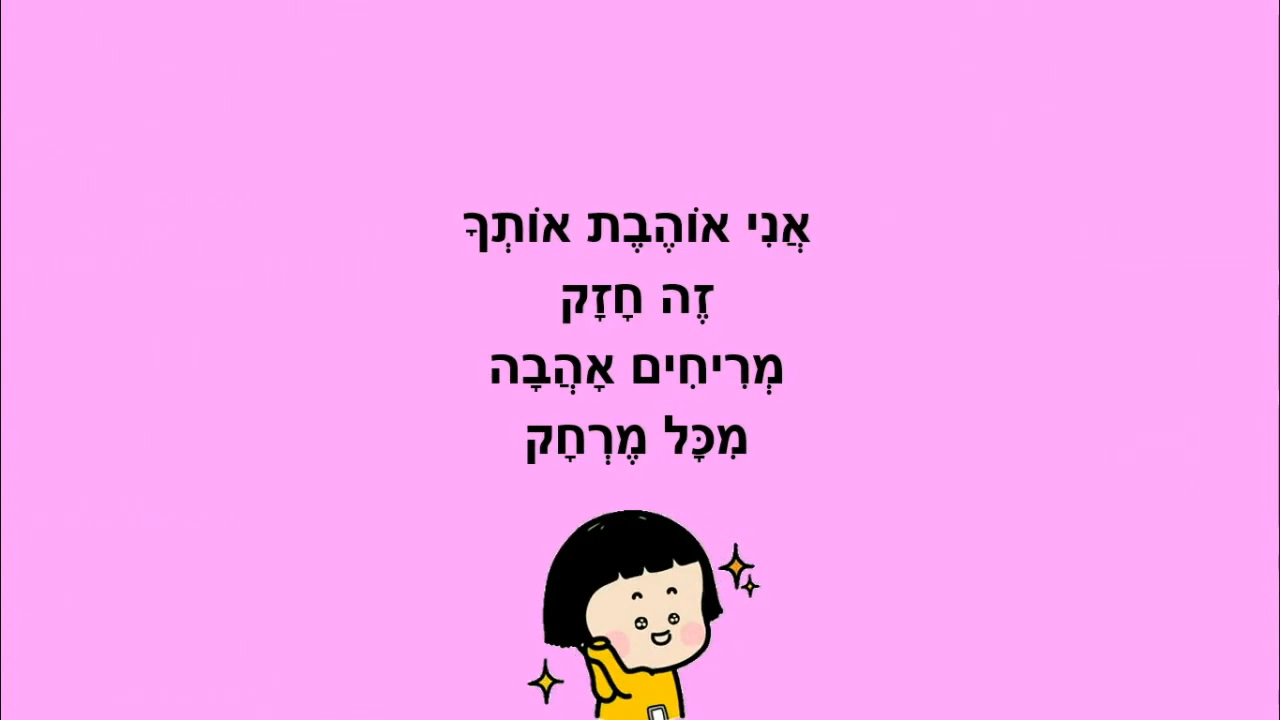 אֲנִי אוֹהֶבֶת אוֹתְךָ
זֶה חָזָק
מְרִיחִים אָהֲבָה
מִכָּל מֶרְחָק